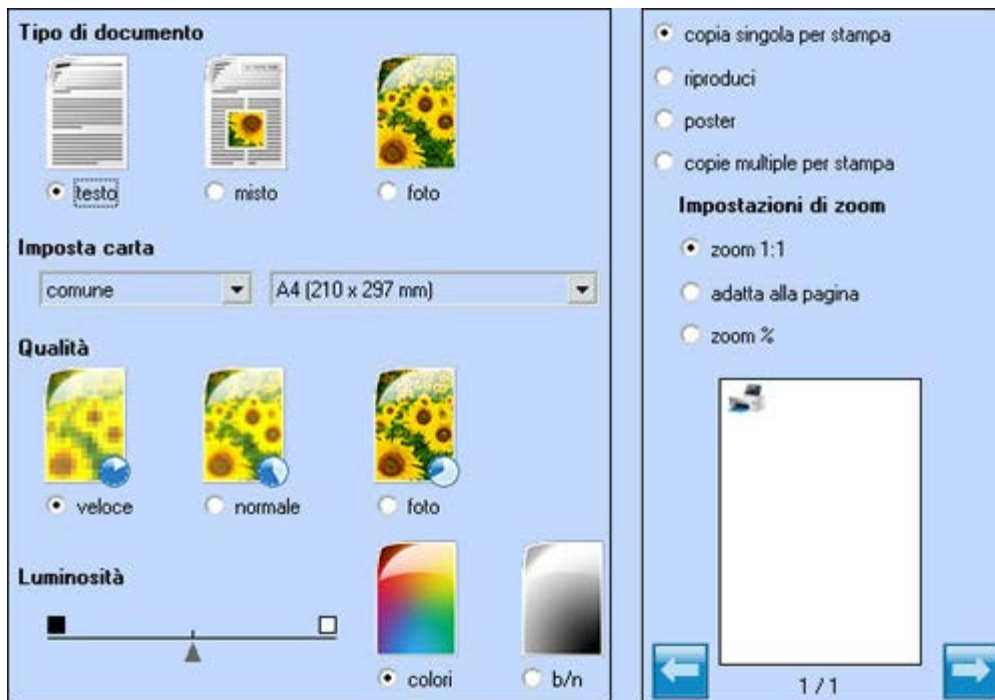 Tipo di documento
testo
misto
foto
Imposta carta
comune
A4 (210 x 297 mm)
Qualità
veloce
normale
foto
Luminosità
colori
b/n
copia singola per stampa
riproduci
poster
copie multiple per stampa
Impostazioni di zoom
zoom 1:1
adatta alla pagina
zoom %
1 / 1